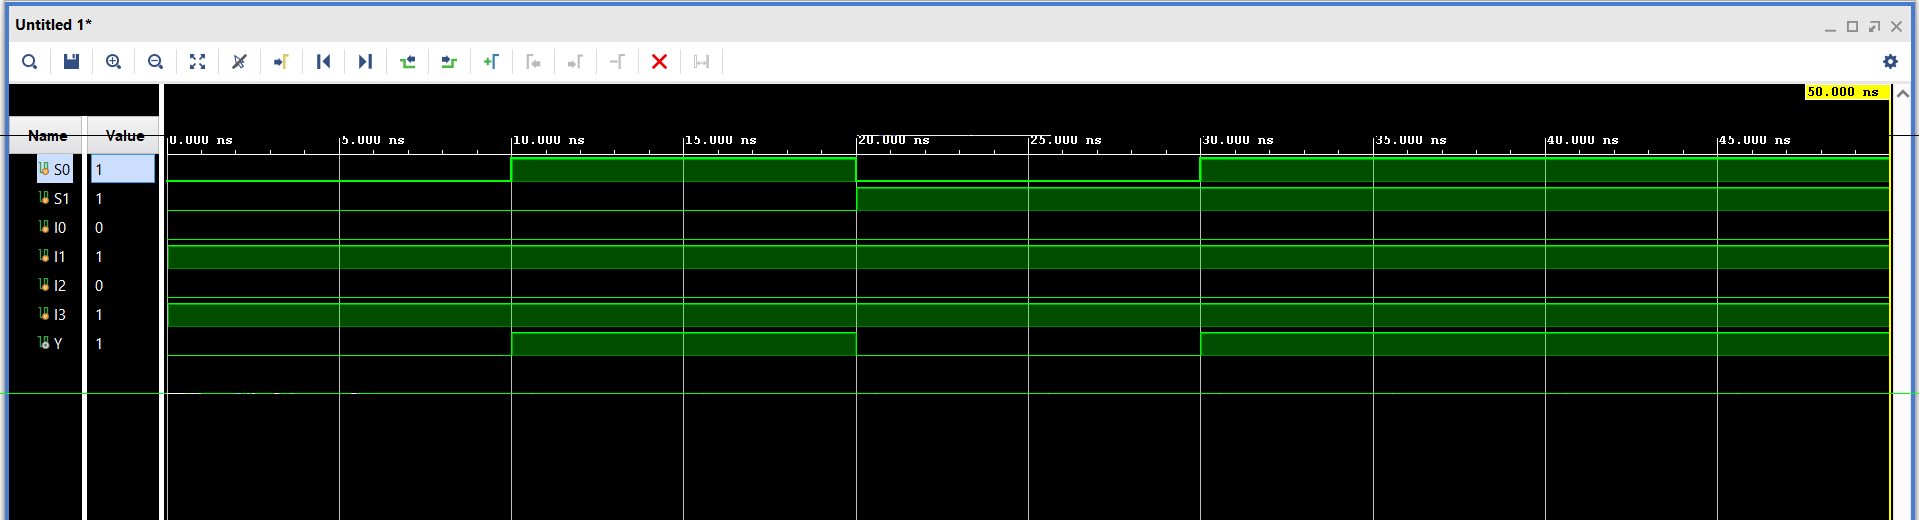 Untitled 1*
50.000 ns
Name Value
0.000 ns 5.000 ns 10.000 ns 15.000 ns 20.000 ns 25.000 ns 30.000 ns 35.000 ns 40.000 ns 45.000 ns
S0 1
S1 1
I0 0
I1 1
I2 0
I3 1
Y 1